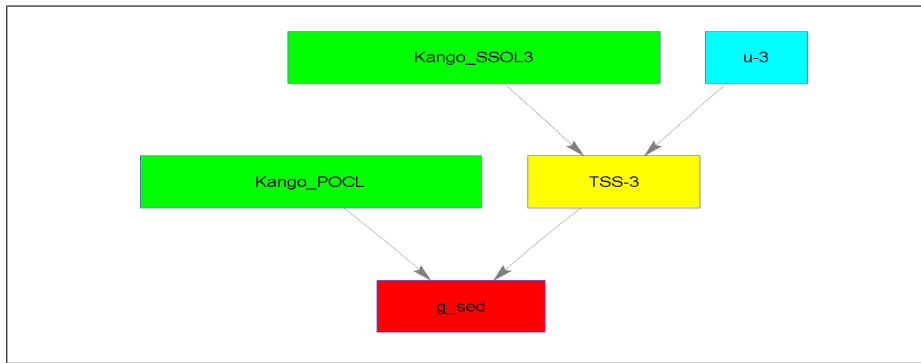 Kango_SSOL3
u-3
Kango_POCL
TSS-3
g_sed